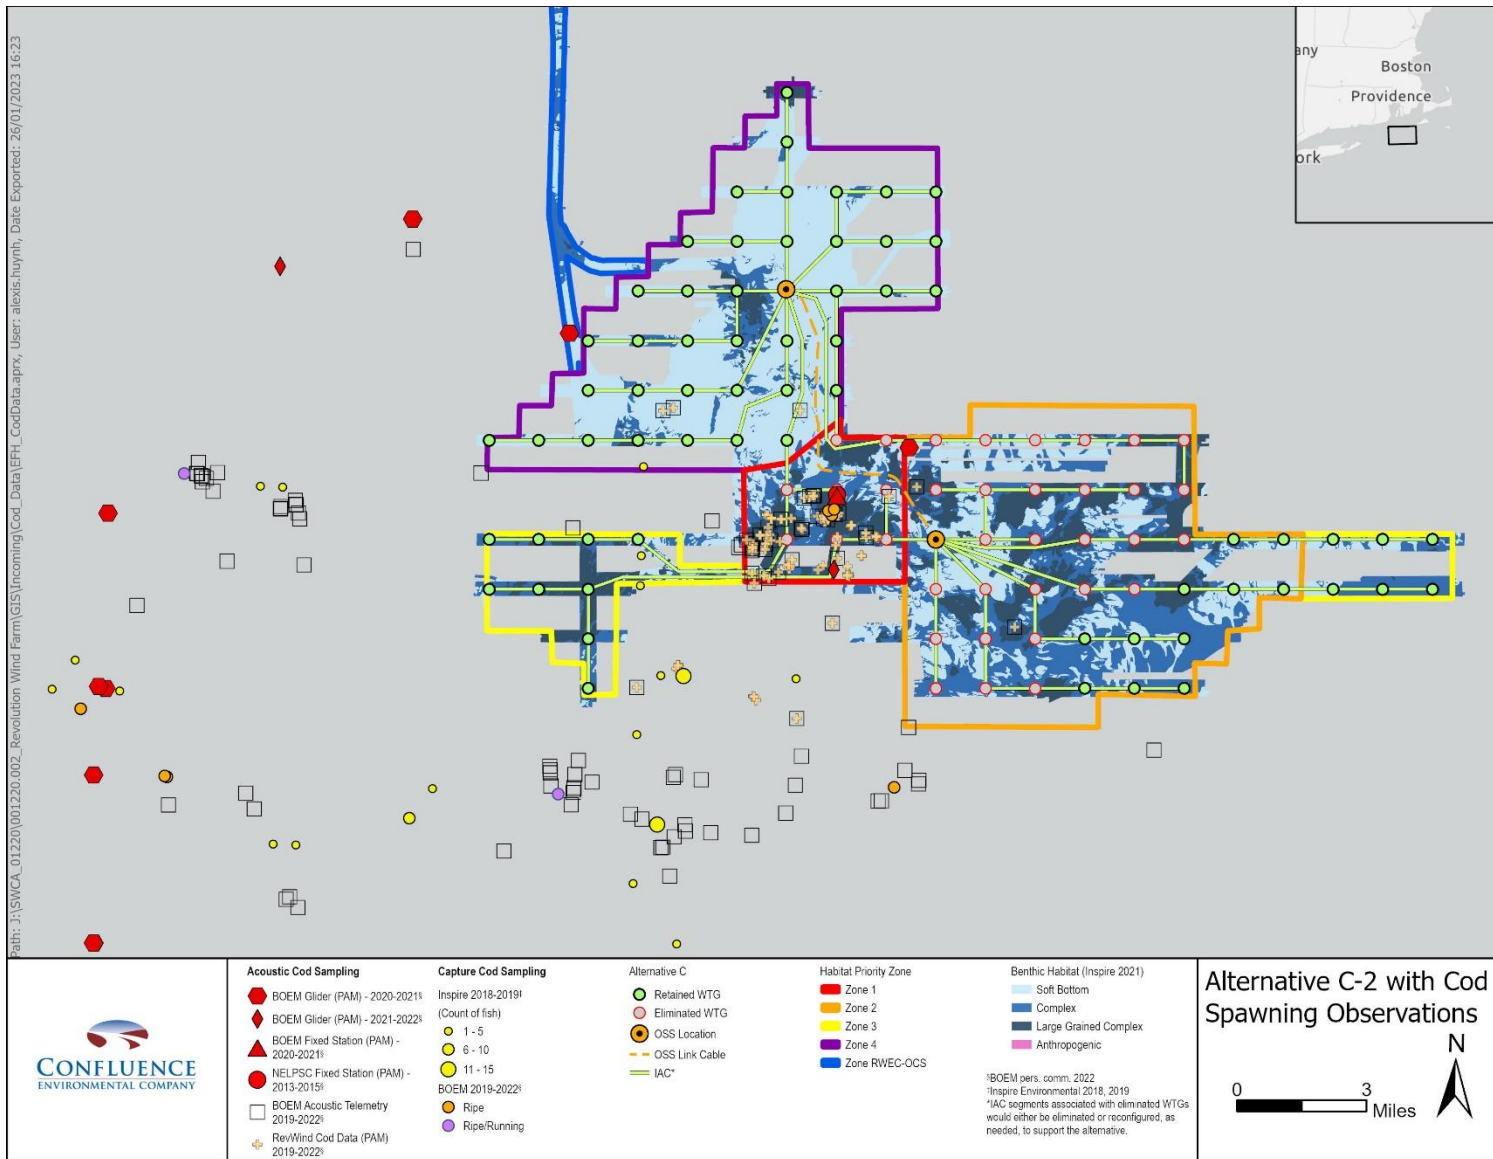 Path: J:\SWCA_01220\001220.002_Revolution Wind Farm\GIS\Incoming\Cod_Data\EFH_CodData.aprx, User: alexis.huynh, Date Exported: 26/01/2023 16:23
any
Boston
Providence
ork
CONFLUENCE
ENVIRONMENTAL COMPANY
Acoustic Cod Sampling
BOEM Glider (PAM) - 2020-2021§
BOEM Glider (PAM) - 2021-2022§
BOEM Fixed Station (PAM) -
2020-2021§
NELPSC Fixed Station (PAM) -
2013-2015§
BOEM Acoustic Telemetry
2019-2022§
RevWind Cod Data (PAM)
2019-2022§
Capture Cod Sampling
Inspire 2018-2019‡
(Count of fish)
1 - 5
6 - 10
11 - 15
BOEM 2019-2022§
Ripe
Ripe/Running
Alternative C
Retained WTG
Eliminated WTG
OSS Location
OSS Link Cable
IAC*
Habitat Priority Zone
Zone 1
Zone 2
Zone 3
Zone 4
Zone RWEC-OCS
Benthic Habitat (Inspire 2021)
Soft Bottom
Complex
Large Grained Complex
Anthropogenic
§BOEM pers. comm. 2022
‡Inspire Environmental 2018, 2019
*IAC segments associated with eliminated WTGs
would either be eliminated or reconfigured, as
needed, to support the alternative.
Alternative C-2 with Cod
Spawning Observations
N
0 3
Miles